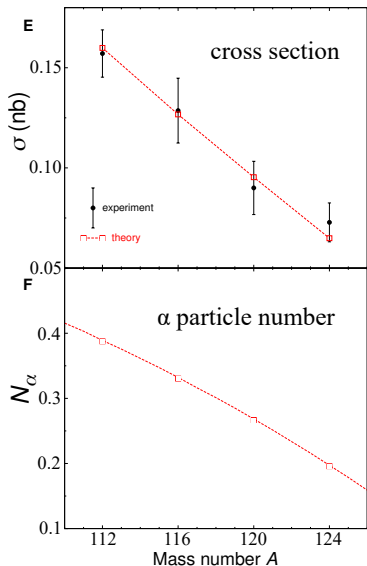 E
cross section
0.15
0.10
0.05
σ (nb)
experiment
theory
F
α particle number
0.4
0.3
0.2
0.1
Nα
112 116 120 124
Mass number A